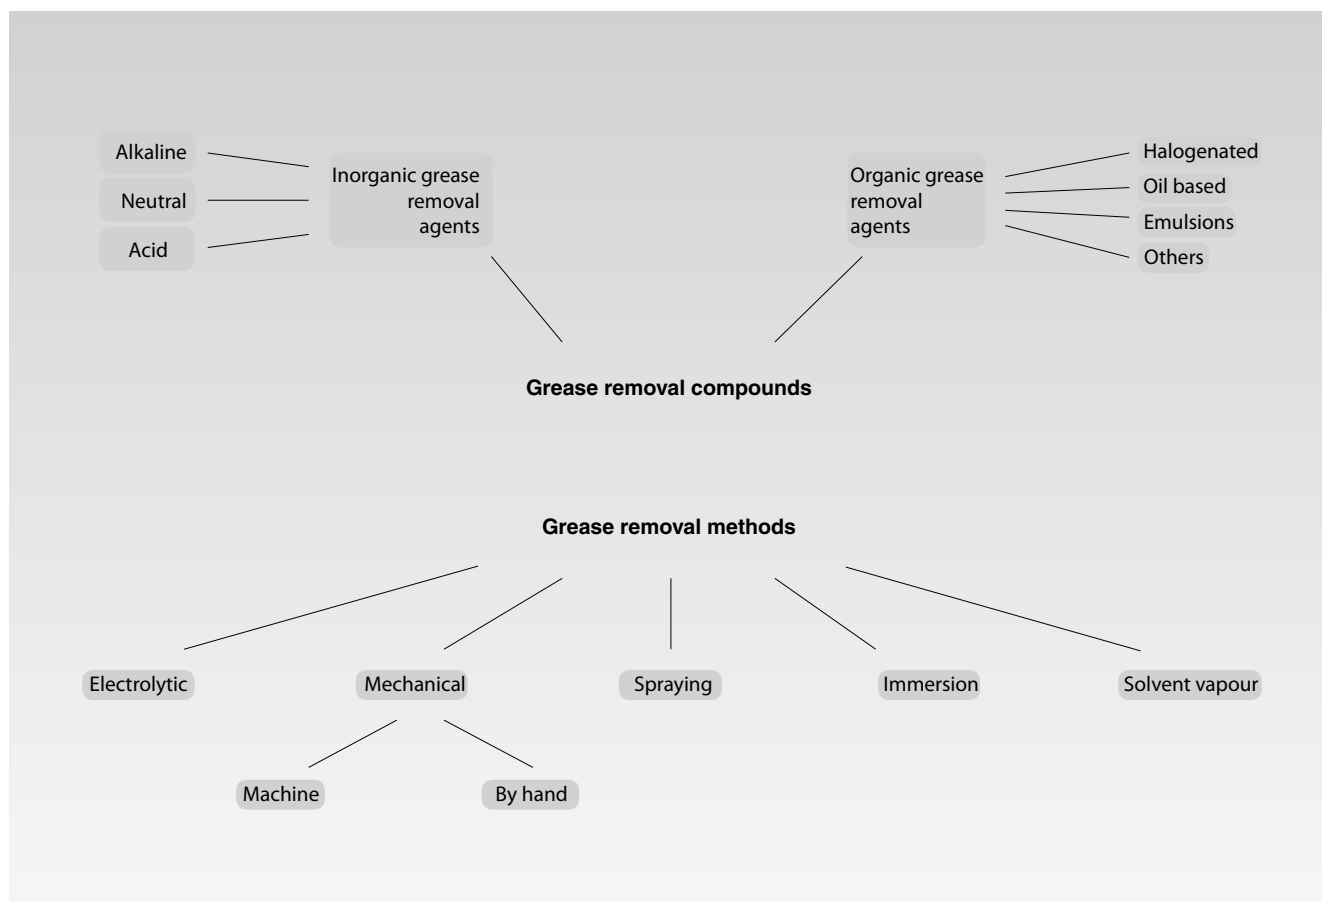 Alkaline
Neutral
Acid
Inorganic grease
removal
agents
Organic grease
removal
agents
Halogenated
Oil based
Emulsions
Others
Grease removal compounds
Grease removal methods
Electrolytic
Mechanical
Spraying
Immersion
Solvent vapour
Machine
By hand